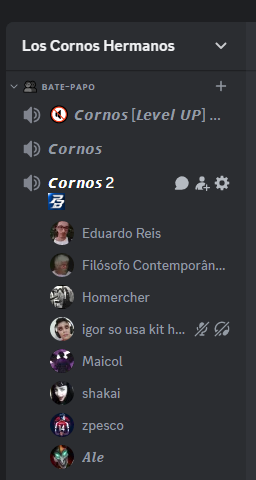 Los Cornos Hermanos
BATE-PAPO
Cornos [Level UP] ...
Cornos
Cornos 2
Eduardo Reis
Filósofo Contemporân...
Homercher
igor so usa kit h...
Maicol
shakai
zpesco
Ale